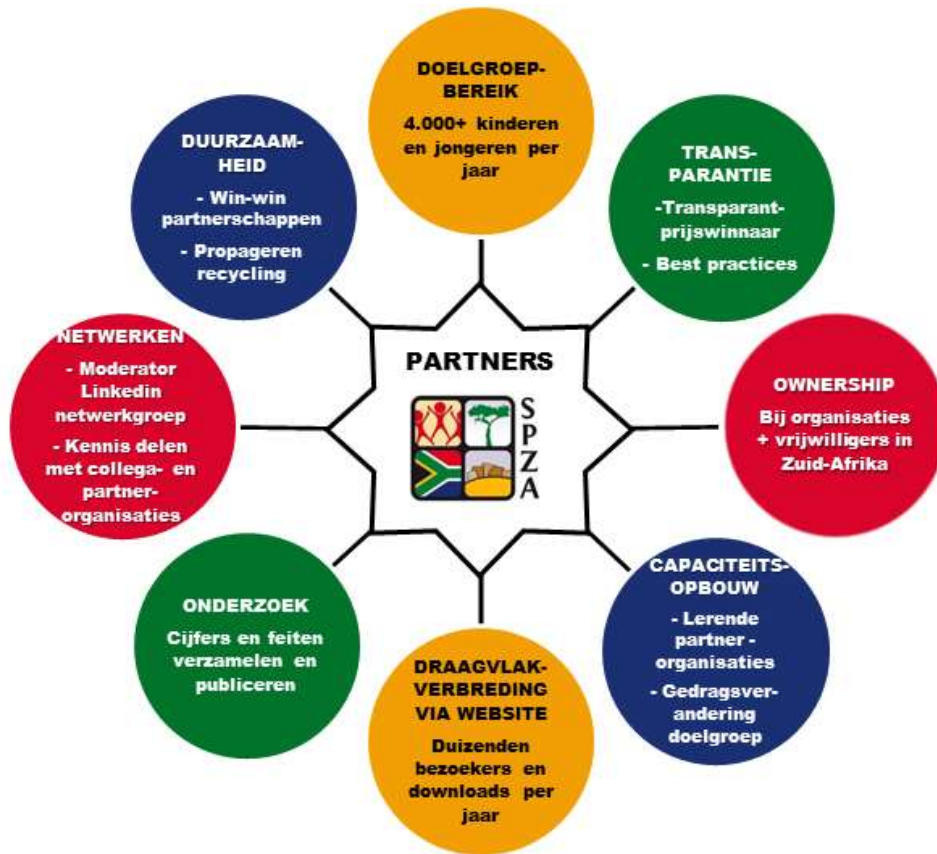 DOELGROEP-
BEREIK
4.000+ kinderen
en jongeren per
jaar
TRANS-
PARANTIE
-Transparant-
prijswinnaar
- Best practices
OWNERSHIP
Bij organisaties
+ vrijwilligers in
Zuid-Afrika
CAPACITEITS-
OPBOUW
- Lerende
partner -
organisaties
- Gedragsver-
andering
doelgroep
DRAAGVLAK-
VERBREDING
VIA WEBSITE
Duizenden
bezoekers en
downloads per
jaar
ONDERZOEK
Cijfers en feiten
verzamelen en
publiceren
NETWERKEN
- Moderator
Linkedin
netwerkgroep
- Kennis delen
met collega- en
partner-
organisaties
DUURZAAM-
HEID
- Win-win
partnerschappen
- Propageren
recycling
PARTNERS
SPZA